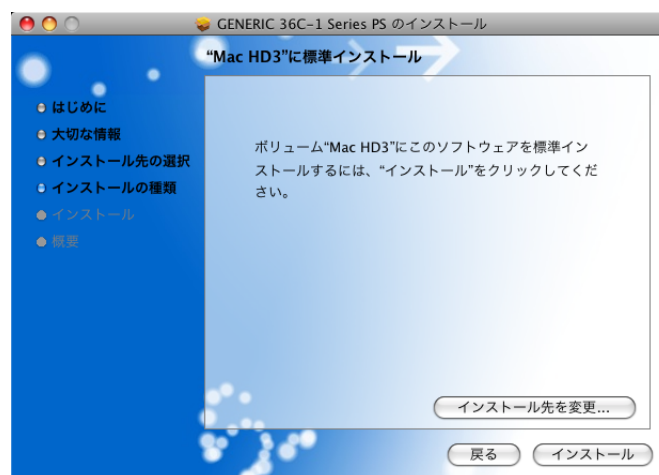 GENERIC 36C-1 Series PS のインストール
“Mac HD3”に標準インストール
はじめに
大切な情報
インストール先の選択
インストールの種類
インストール
概要
ボリューム“Mac HD3”にこのソフトウェアを標準イン
ストールするには、“インストール”をクリックしてくだ
さい。
インストール先を変更...
戻る
インストール